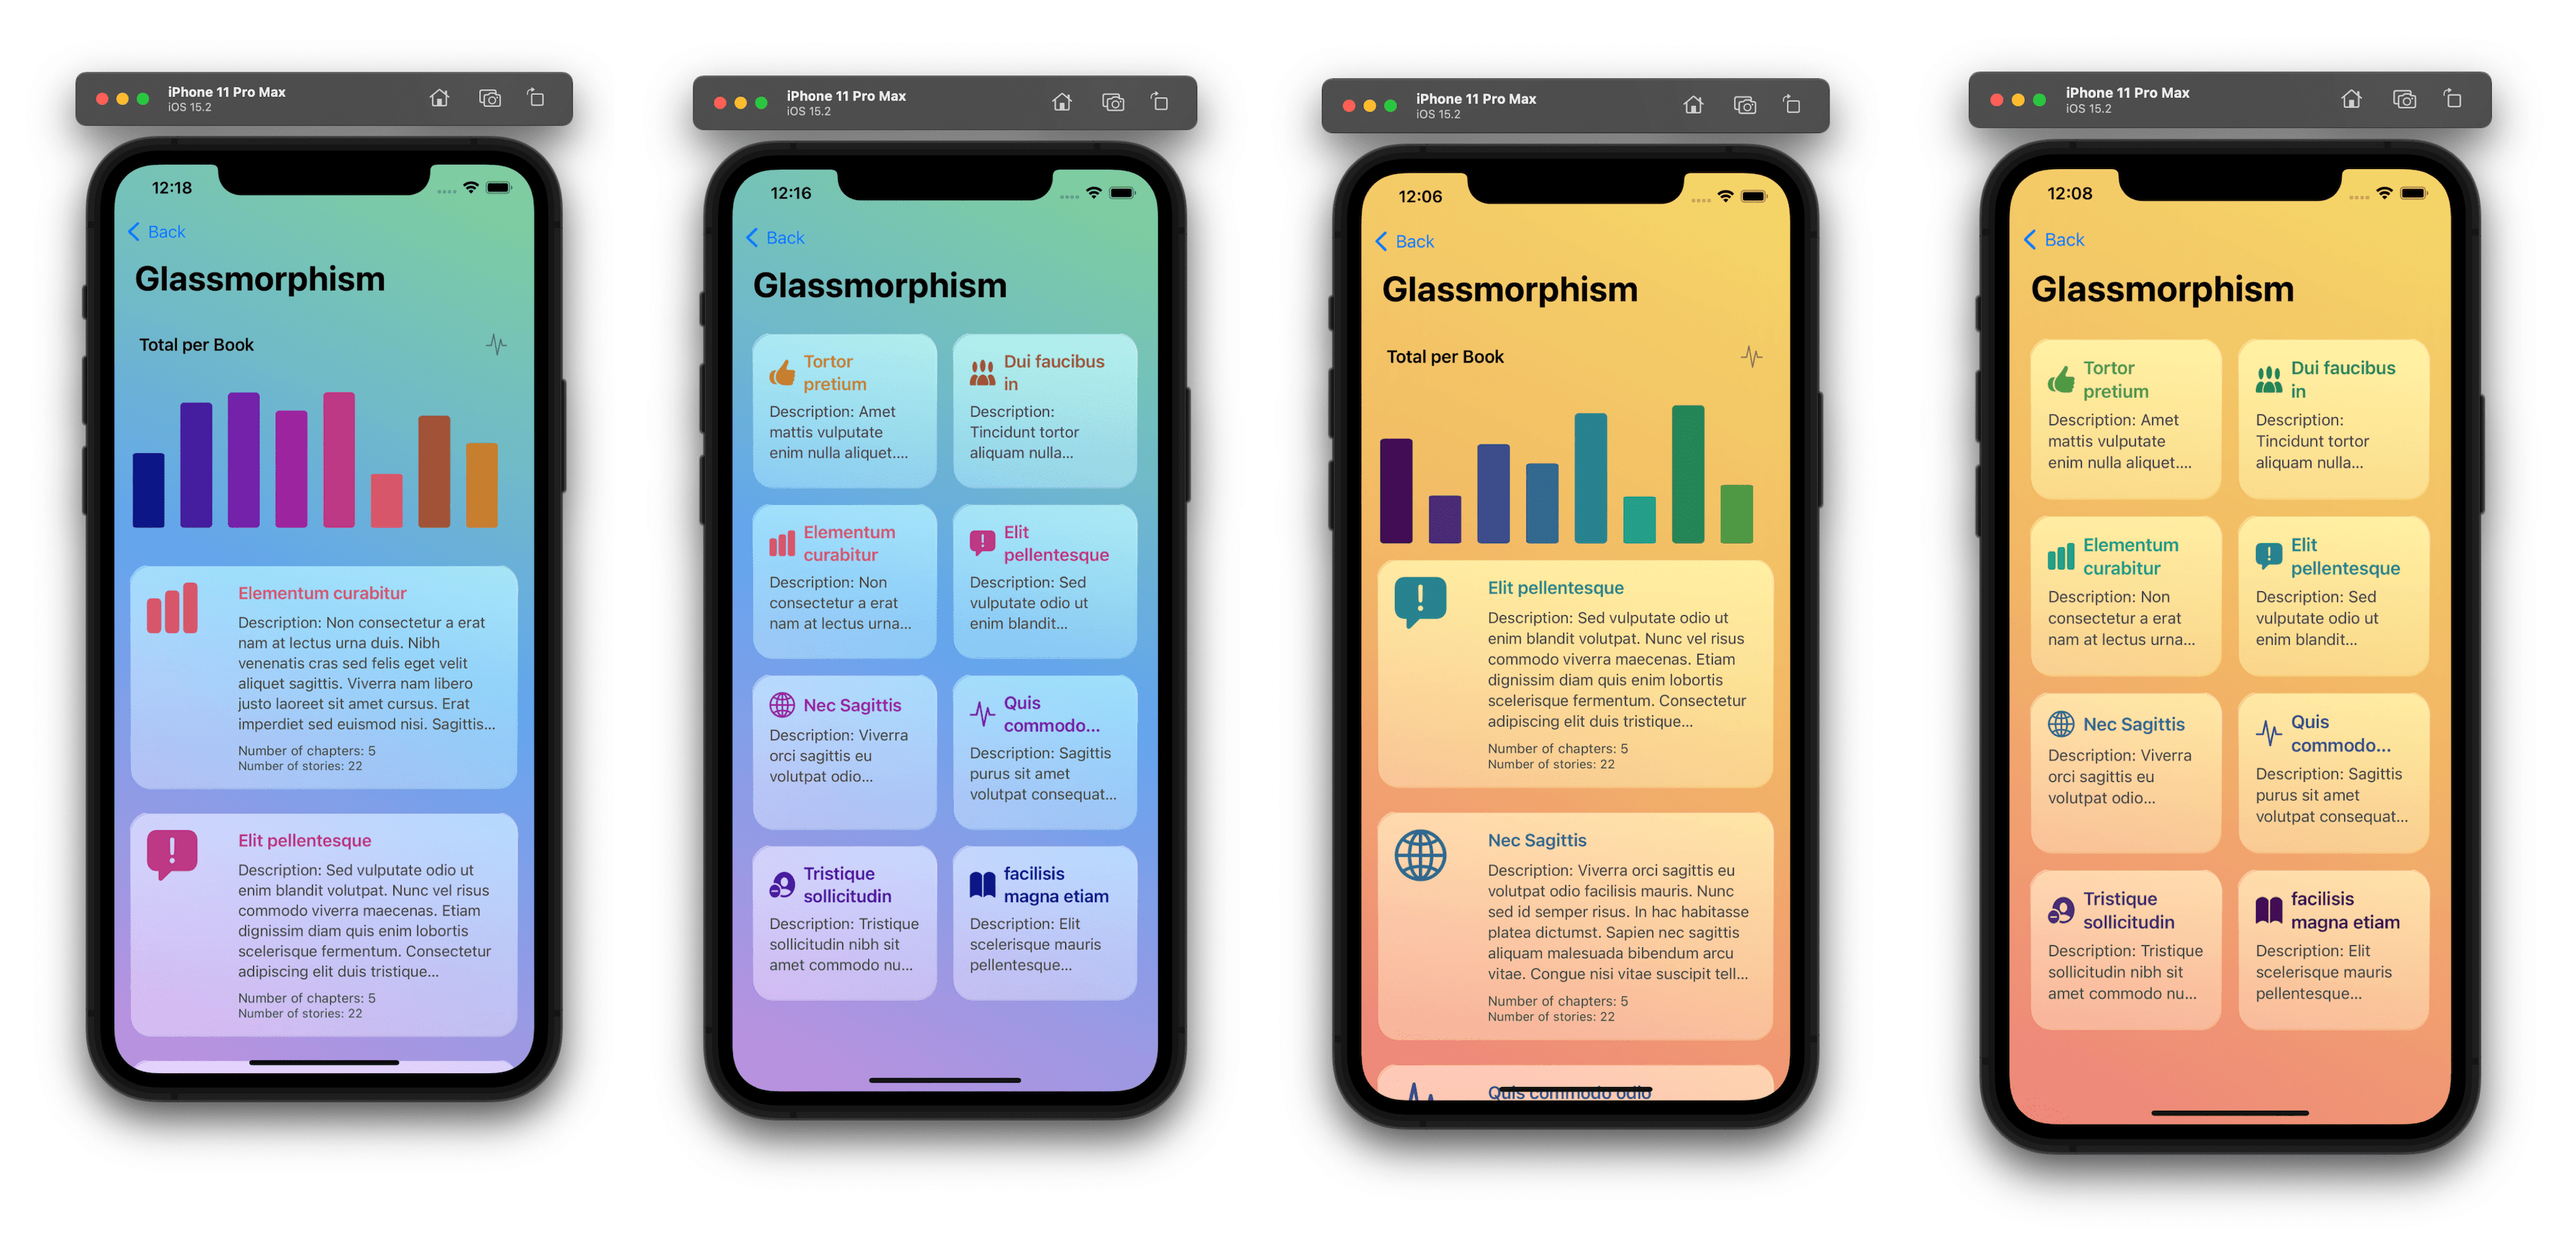 iPhone 11 Pro Max
iOS 15.2
12:18
Back
Glassmorphism
Total per Book
Elementum curabitur
Description: Non consectetur a erat
nam at lectus urna duis. Nibh
venenatis cras sed felis eget velit
aliquet sagittis. Viverra nam libero
justo laoreet sit amet cursus. Erat
imperdiet sed euismod nisi. Sagittis...
Number of chapters: 5
Number of stories: 22
Elit pellentesque
Description: Sed vulputate odio ut
enim blandit volutpat. Nunc vel risus
commodo viverra maecenas. Etiam
dignissim diam quis enim lobortis
scelerisque fermentum. Consectetur
adipiscing elit duis tristique...
Number of chapters: 5
Number of stories: 22
iPhone 11 Pro Max
iOS 15.2
12:16
Back
Glassmorphism
Tortor
pretium
Description: Amet
mattis vulputate
enim nulla aliquet....
Dui faucibus
in
Description:
Tincidunt tortor
aliquam nulla...
Elementum
curabitur
Description: Non
consectetur a erat
nam at lectus urna...
Elit
pellentesque
Description: Sed
vulputate odio ut
enim blandit...
Nec Sagittis
Description: Viverra
orci sagittis eu
volutpat odio...
Quis
commodo...
Description: Sagittis
purus sit amet
volutpat consequat...
Tristique
sollicitudin
Description: Tristique
sollicitudin nibh sit
amet commodo nu...
facilisis
magna etiam
Description: Elit
scelerisque mauris
pellentesque...
iPhone 11 Pro Max
iOS 15.2
12:06
Back
Glassmorphism
Total per Book
Elit pellentesque
Description: Sed vulputate odio ut
enim blandit volutpat. Nunc vel risus
commodo viverra maecenas. Etiam
dignissim diam quis enim lobortis
scelerisque fermentum. Consectetur
adipiscing elit duis tristique...
Number of chapters: 5
Number of stories: 22
Nec Sagittis
Description: Viverra orci sagittis eu
volutpat odio facilisis mauris. Nunc
sed id semper risus. In hac habitasse
platea dictumst. Sapien nec sagittis
aliquam malesuada bibendum arcu
vitae. Congue nisi vitae suscipit tell...
Number of chapters: 5
Number of stories: 22
Quis commodo odio
iPhone 11 Pro Max
iOS 15.2
12:08
Back
Glassmorphism
Tortor
pretium
Description: Amet
mattis vulputate
enim nulla aliquet....
Dui faucibus
in
Description:
Tincidunt tortor
aliquam nulla...
Elementum
curabitur
Description: Non
consectetur a erat
nam at lectus urna...
Elit
pellentesque
Description: Sed
vulputate odio ut
enim blandit...
Nec Sagittis
Description: Viverra
orci sagittis eu
volutpat odio...
Quis
commodo...
Description: Sagittis
purus sit amet
volutpat consequat...
Tristique
sollicitudin
Description: Tristique
sollicitudin nibh sit
amet commodo nu...
facilisis
magna etiam
Description: Elit
scelerisque mauris
pellentesque...